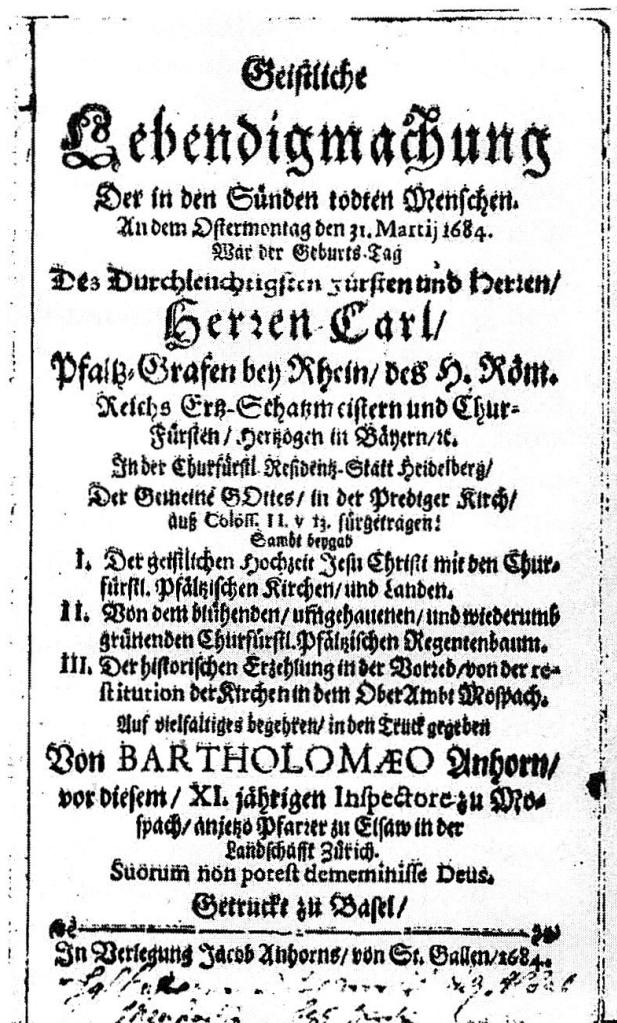 Geistliche
Lebendigmachung
Der in den Sünden todten Menschen.
An dem Ostermontag den 31. Martij 1684.
War der Geburts-Tag
Des Durchleuchtigsten Fürsten und Herren/
Herren Carl/
Pfaltz-Grafen bey Rhein/ des H. Röm.
Reichs Ertz-Schatzmeistern und Chur-
Fürsten/ Hertzogen in Bäyern/ ꝛc.
In der Churfürstl. Residentz-Statt Heidelberg/
Der Gemeine GOttes/ in der Prediger Kirch/
auß Coloss. II. v 13. fürgetragen:
Sambt beygab
I. Der geistlichen Hochzeit Jesu Christi mit den Chur-
fürstl. Pfältzischen Kirchen/ und Landen.
II. Von dem blühenden/ umgehauenen/ und wiederumb
grünenden Churfürstl. Pfältzischen Regentenbaum.
III. Der historischen Erzehlung in der Vorred/ von der re-
stitution der Kirchen in dem Ober Ambt Moßpach.
Auf vielfältiges begehren/ in den Truck gegeben
Von BARTHOLOMÆO Anhorn/
vor diesem/ XI. jährigen Inspectore zu Mo-
spach/ anjetzo Pfarrer zu Elsaw in der
Landschafft Zürich.
Suorum non potest dememinisse Deus.
Getruckt zu Basel/
In Verlegung Jacob Anhorns/ von St. Gallen/ 1684.